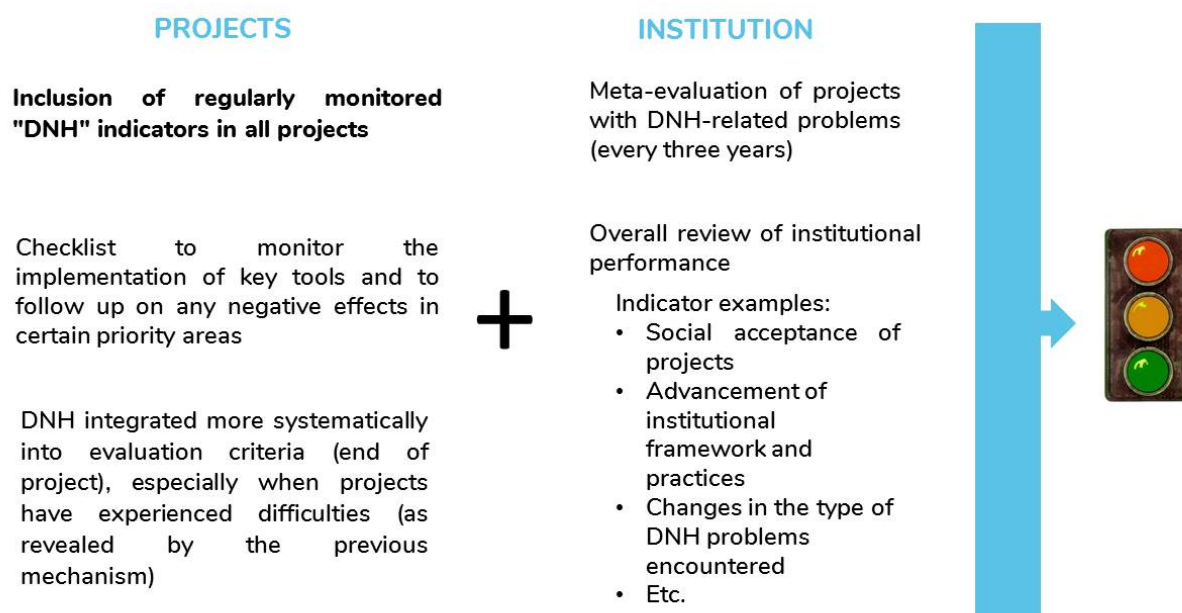 PROJECTS
Inclusion of regularly monitored
"DNH" indicators in all projects
Checklist to monitor the
implementation of key tools and to
follow up on any negative effects in
certain priority areas
DNH integrated more systematically
into evaluation criteria (end of
project), especially when projects
have experienced difficulties (as
revealed by the previous
mechanism)
+
INSTITUTION
Meta-evaluation of projects
with DNH-related problems
(every three years)
Overall review of institutional
performance
Indicator examples:
• Social acceptance of
projects
• Advancement of
institutional
framework and
practices
• Changes in the type of
DNH problems
encountered
• Etc.